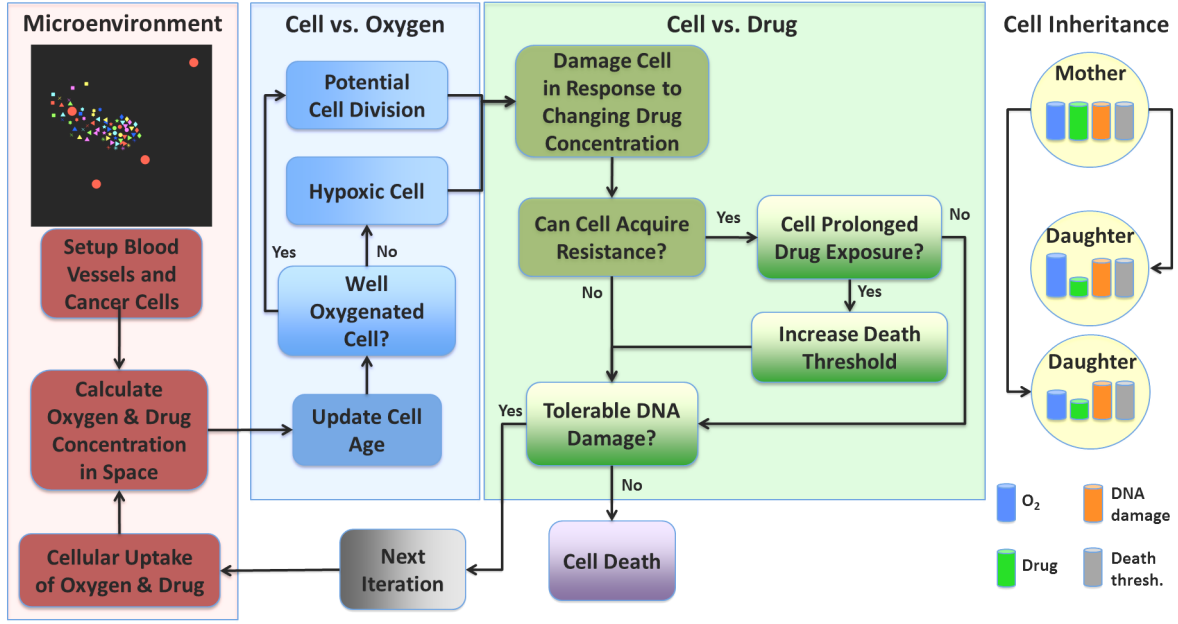 Microenvironment
Setup Blood
Vessels and
Cancer Cells
Calculate
Oxygen & Drug
Concentration
in Space
Cellular Uptake
of Oxygen & Drug
Cell vs. Oxygen
Potential
Cell Division
Hypoxic Cell
Yes
No
Well
Oxygenated
Cell?
Update Cell
Age
Next
Iteration
Cell vs. Drug
Damage Cell
in Response to
Changing Drug
Concentration
Can Cell Acquire
Resistance?
Yes
No
Cell Prolonged
Drug Exposure?
No
Yes
Increase Death
Threshold
Yes
Tolerable DNA
Damage?
No
Cell Death
Cell Inheritance
Mother
Daughter
Daughter
O₂
DNA
damage
Drug
Death
thresh.